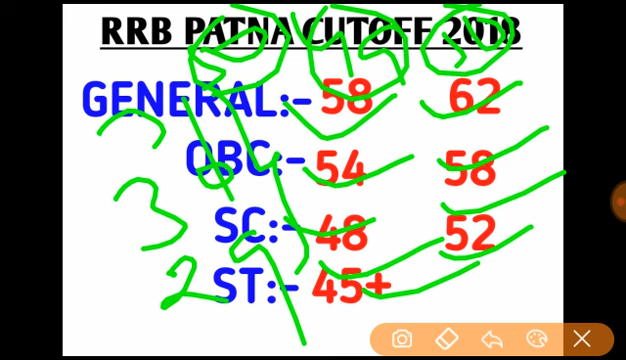 RRB PATNA CUTOFF 2018
GENERAL:- 58 62
OBC:- 54 58
SC:- 48 52
ST:- 45+